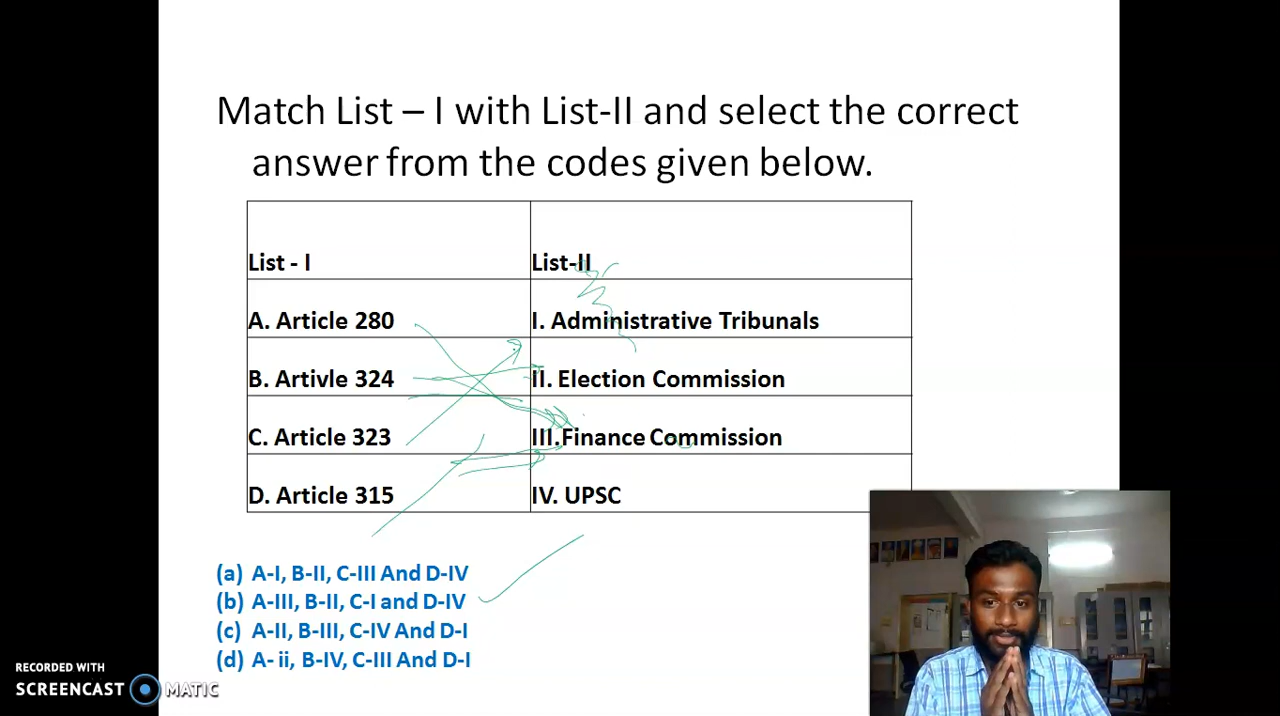 Match List – I with List-II and select the correct
answer from the codes given below.
List - I List-II
A. Article 280 I. Administrative Tribunals
B. Artivle 324 II. Election Commission
C. Article 323 III.Finance Commission
D. Article 315 IV. UPSC
(a) A-I, B-II, C-III And D-IV
(b) A-III, B-II, C-I and D-IV
(c) A-II, B-III, C-IV And D-I
(d) A- ii, B-IV, C-III And D-I
RECORDED WITH
SCREENCAST MATIC